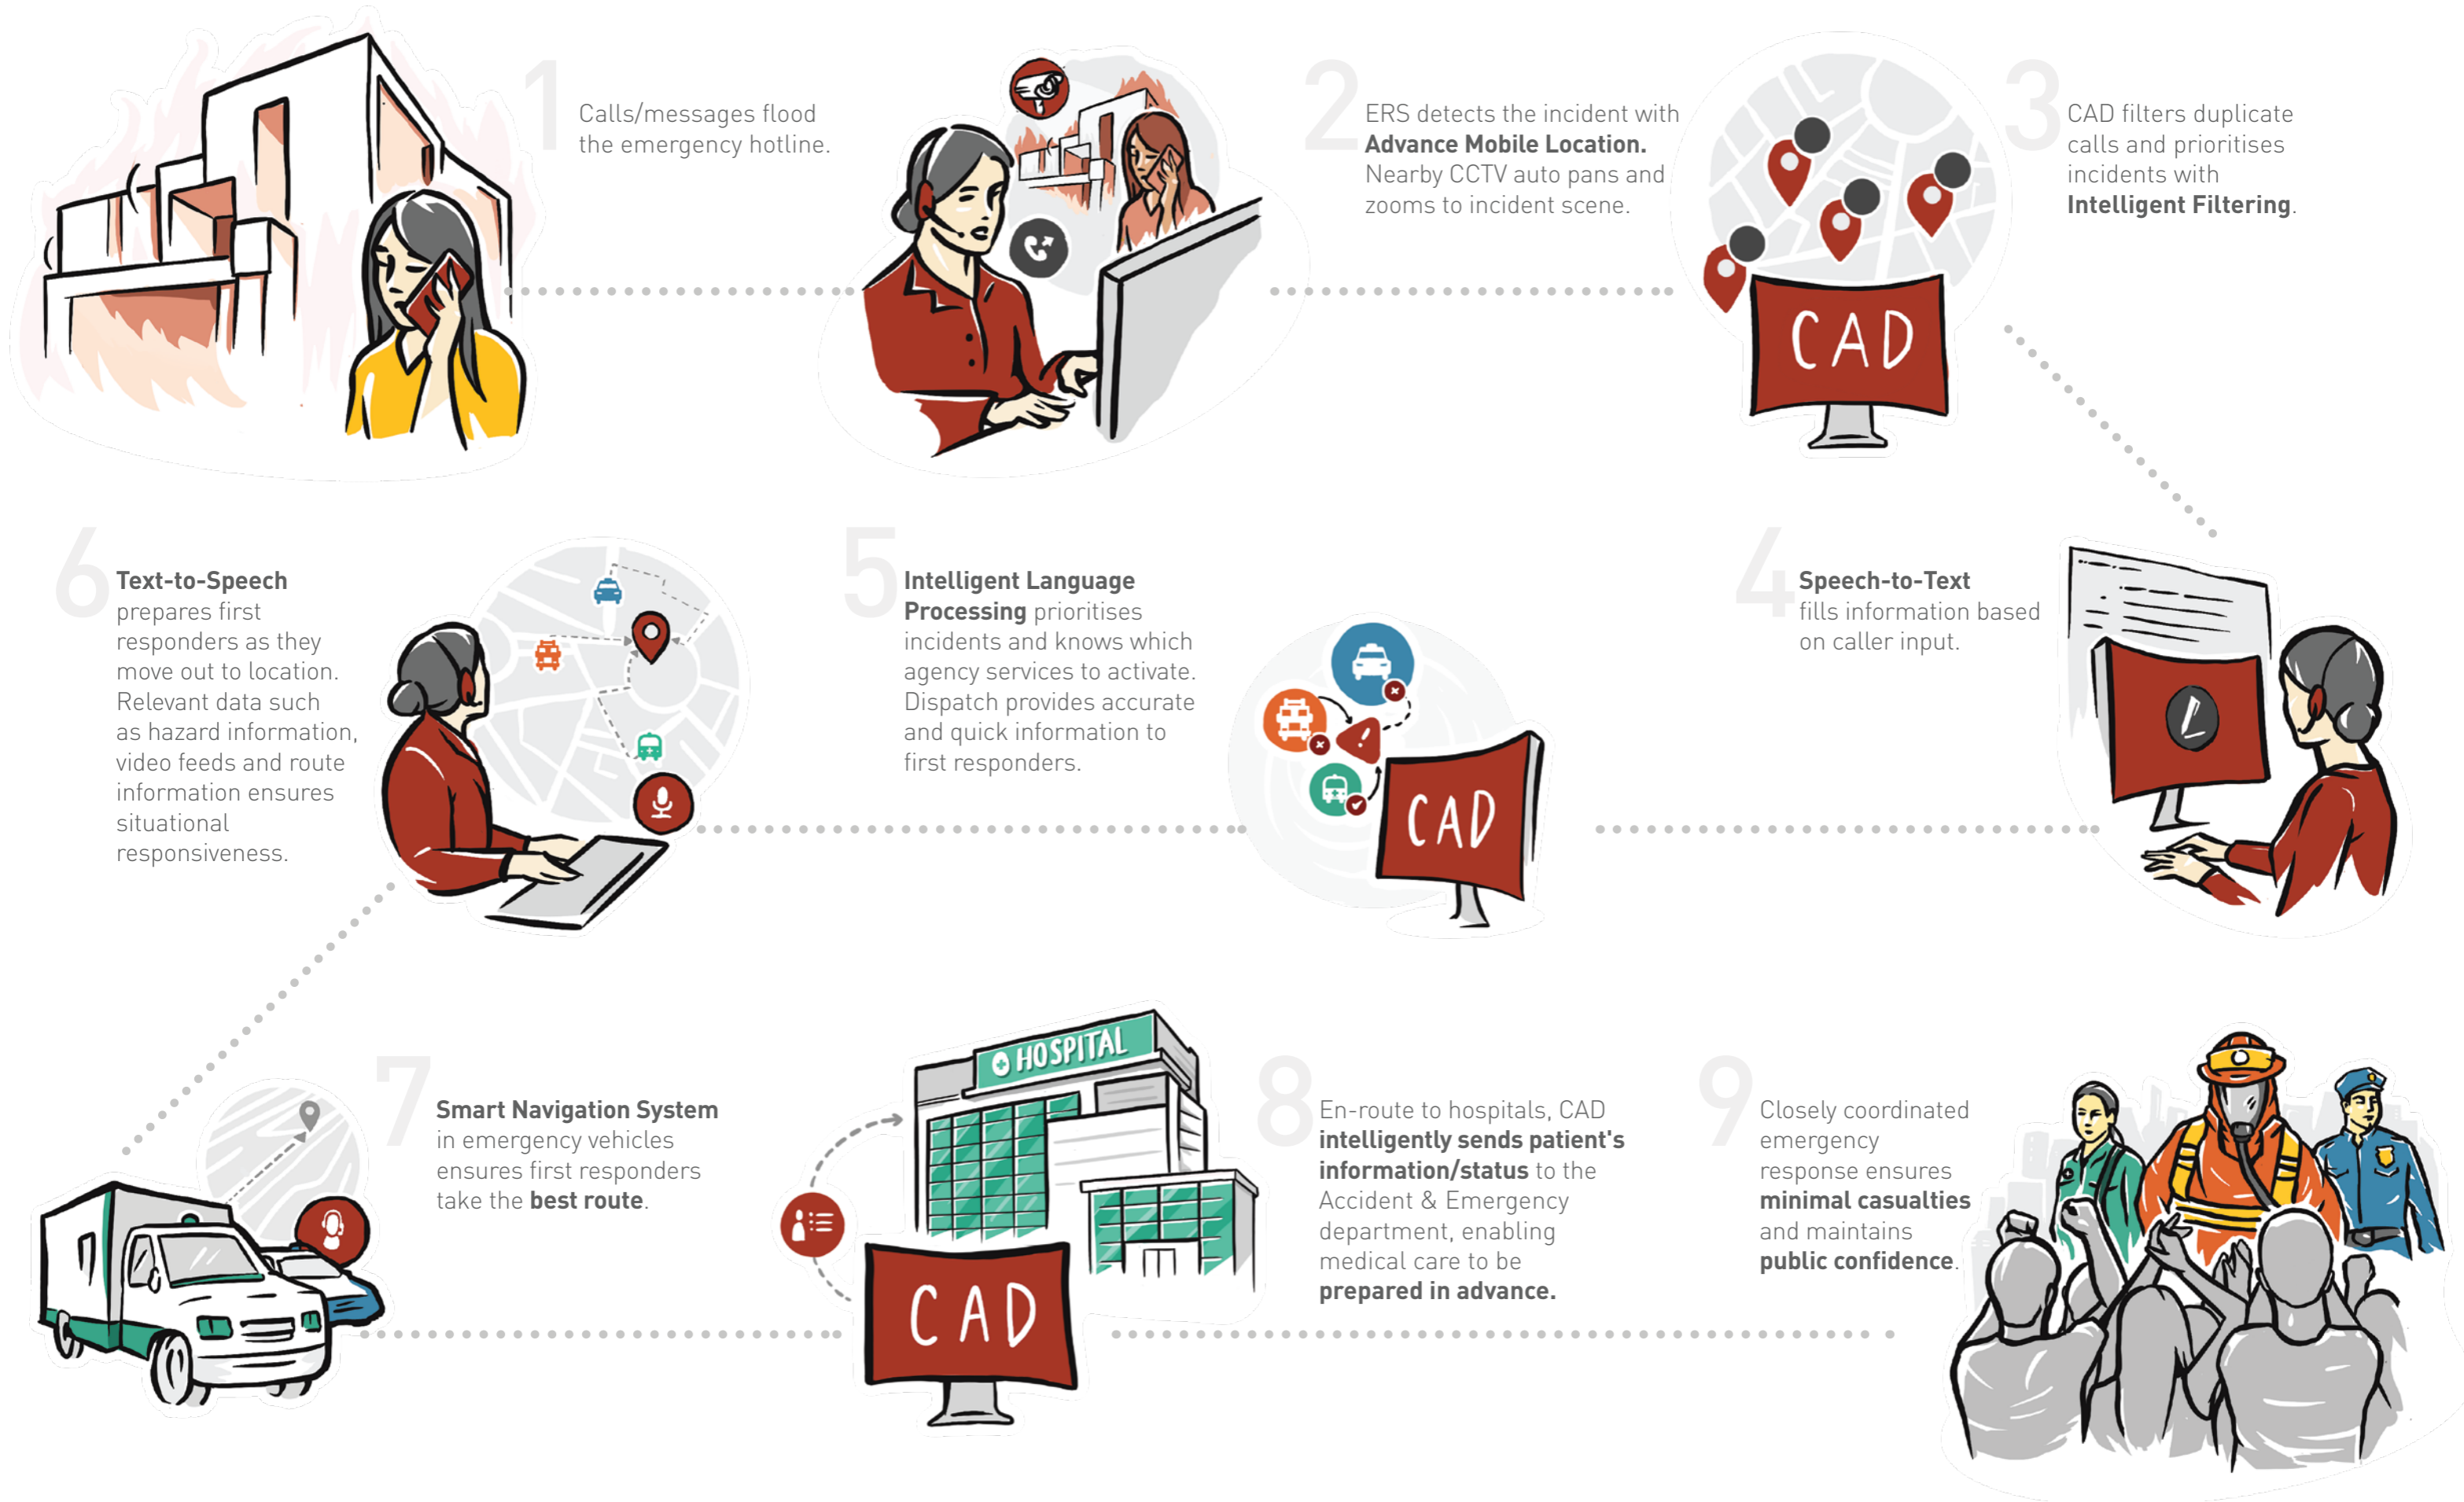 1
Calls/messages flood
the emergency hotline.
2
ERS detects the incident with
Advance Mobile Location.
Nearby CCTV auto pans and
zooms to incident scene.
3
CAD filters duplicate
calls and prioritises
incidents with
Intelligent Filtering.
CAD
4
Speech-to-Text
fills information based
on caller input.
5
Intelligent Language
Processing prioritises
incidents and knows which
agency services to activate.
Dispatch provides accurate
and quick information to
first responders.
CAD
6
Text-to-Speech
prepares first
responders as they
move out to location.
Relevant data such
as hazard information,
video feeds and route
information ensures
situational
responsiveness.
7
Smart Navigation System
in emergency vehicles
ensures first responders
take the best route.
HOSPITAL
CAD
8
En-route to hospitals, CAD
intelligently sends patient's
information/status to the
Accident & Emergency
department, enabling
medical care to be
prepared in advance.
9
Closely coordinated
emergency
response ensures
minimal casualties
and maintains
public confidence.